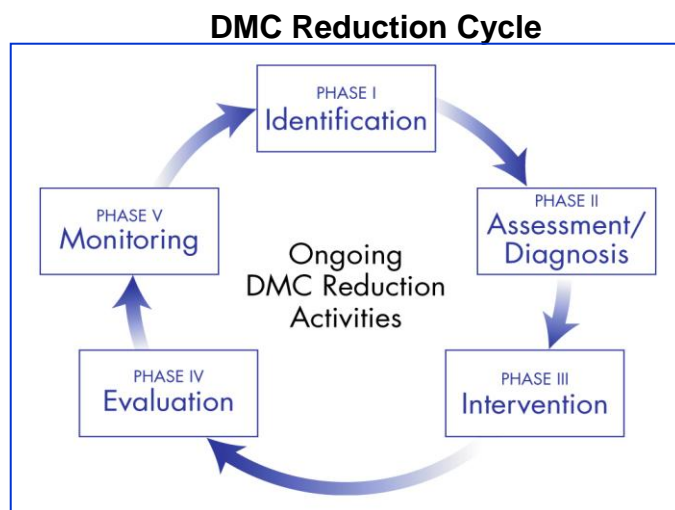 DMC Reduction Cycle
PHASE I
Identification
PHASE II
Assessment/
Diagnosis
PHASE III
Intervention
PHASE IV
Evaluation
PHASE V
Monitoring
Ongoing
DMC Reduction
Activities